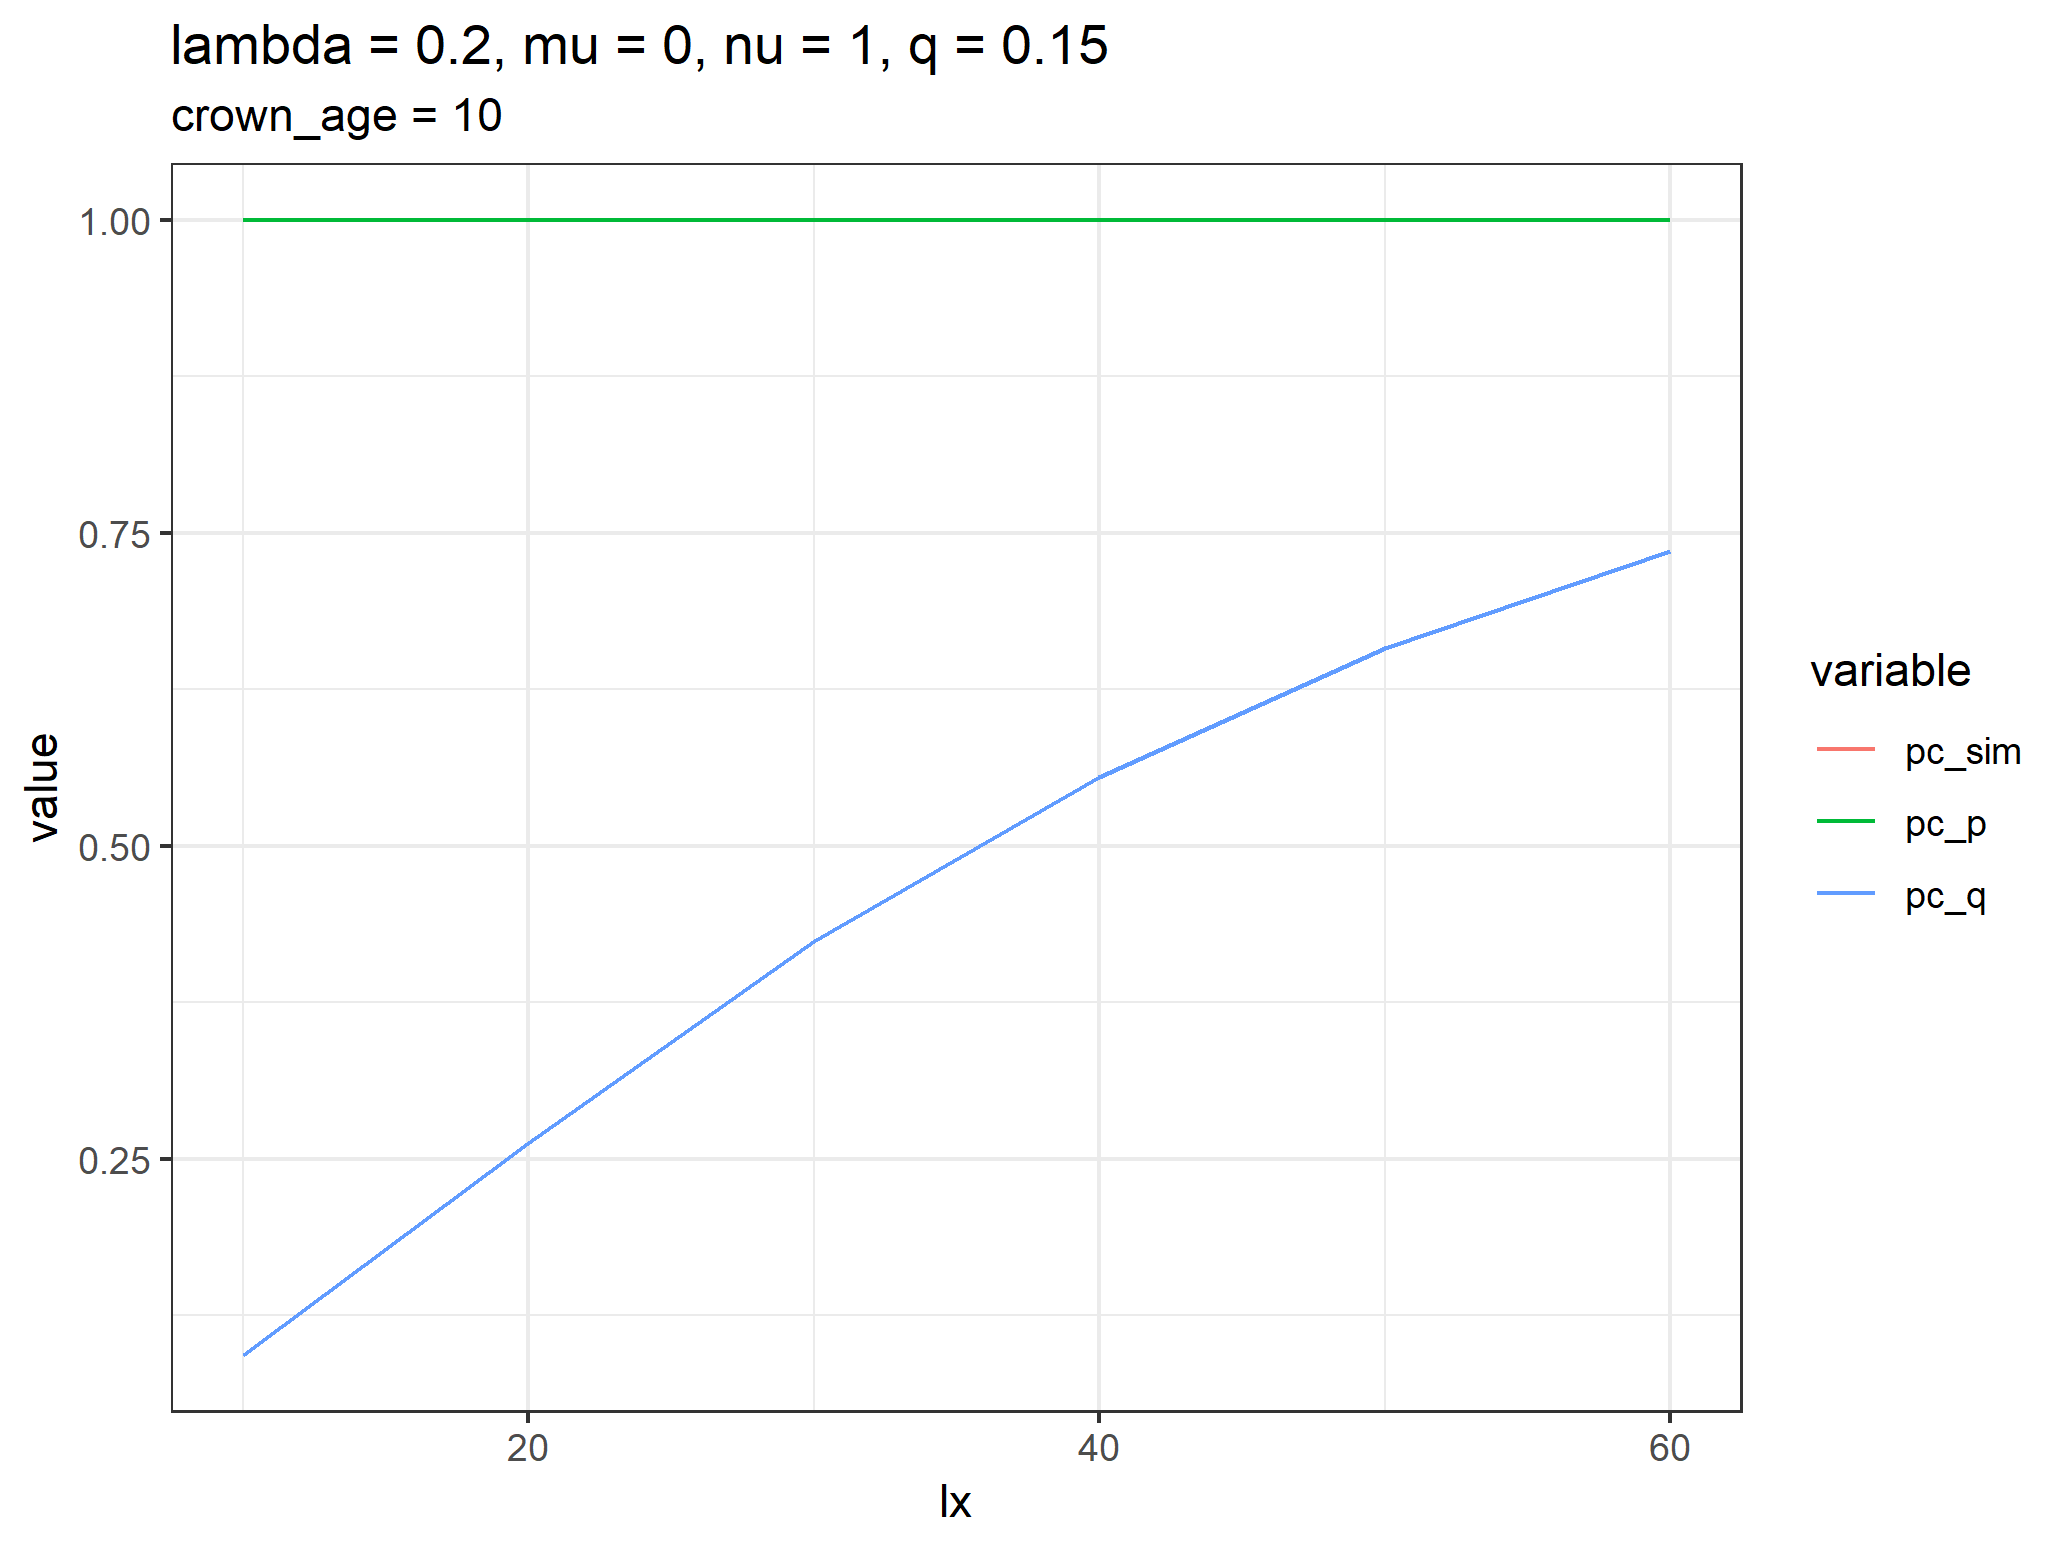 lambda = 0.2, mu = 0, nu = 1, q = 0.15
crown_age = 10
1.00
0.75
0.50
0.25
value
20
40
60
lx
variable
pc_sim
pc_p
pc_q